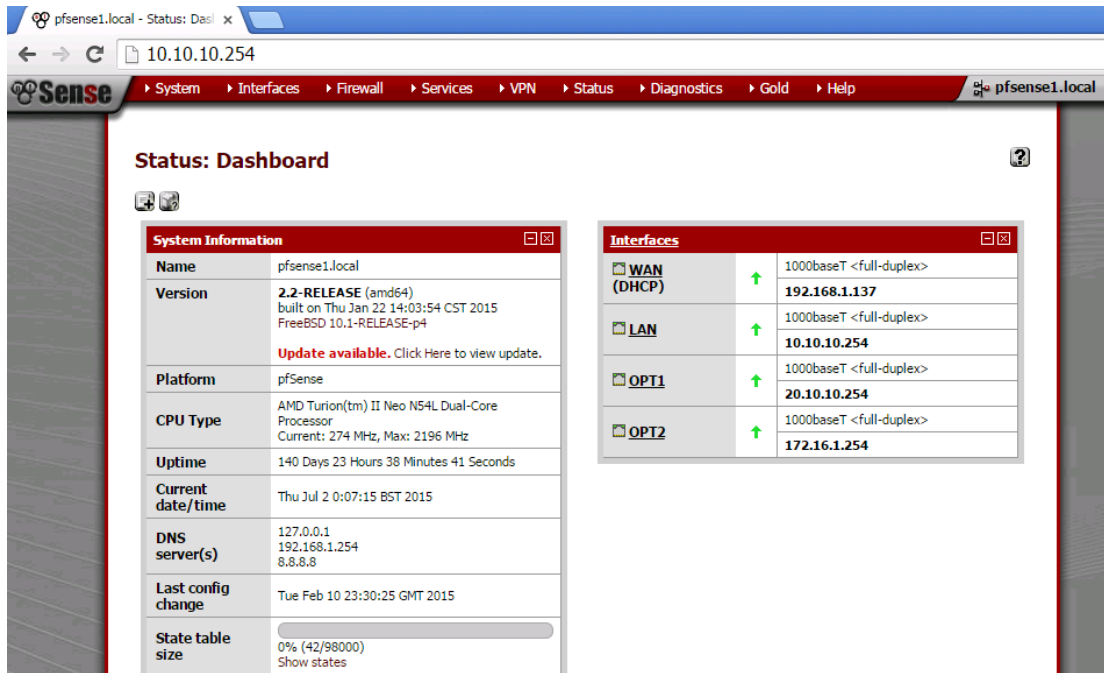 pfsense1.local - Status: Das
10.10.10.254
Sense
System Interfaces Firewall Services VPN Status Diagnostics Gold Help pfsense1.local
Status: Dashboard
System Information
Name pfsense1.local
Version 2.2-RELEASE (amd64)
built on Thu Jan 22 14:03:54 CST 2015
FreeBSD 10.1-RELEASE-p4
Update available. Click Here to view update.
Platform pfSense
CPU Type AMD Turion(tm) II Neo N54L Dual-Core
Processor
Current: 274 MHz, Max: 2196 MHz
Uptime 140 Days 23 Hours 38 Minutes 41 Seconds
Current
date/time Thu Jul 2 0:07:15 BST 2015
DNS
server(s) 127.0.0.1
192.168.1.254
8.8.8.8
Last config
change Tue Feb 10 23:30:25 GMT 2015
State table
size 0% (42/98000)
Show states
Interfaces
WAN
(DHCP) 1000baseT <full-duplex>
192.168.1.137
LAN 1000baseT <full-duplex>
10.10.10.254
OPT1 1000baseT <full-duplex>
20.10.10.254
OPT2 1000baseT <full-duplex>
172.16.1.254